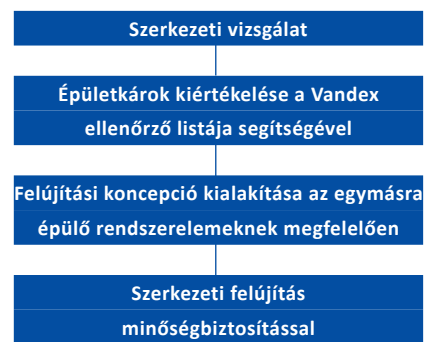 Szerkezeti vizsgálat
Épületkárok kiértékelése a Vandex
ellenőrző listája segítségével
Felújítási koncepció kialakítása az egymásra
épülő rendszerelemeknek megfelelően
Szerkezeti felújítás
minőségbiztosítással